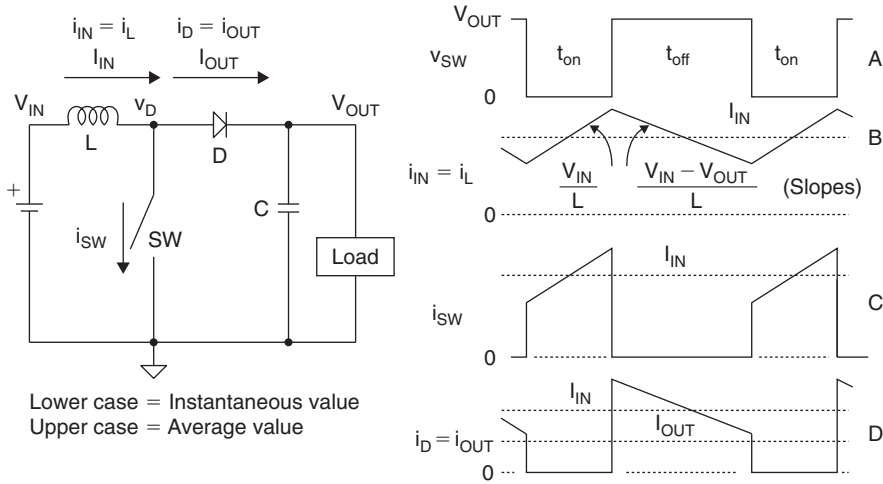 i_IN = i_L
i_D = i_OUT
I_IN
I_OUT
V_IN
v_D
V_OUT
L
D
+
i_SW
SW
C
Load
Lower case = Instantaneous value
Upper case = Average value
V_OUT
v_SW
t_on
t_off
t_on
A
0
I_IN
B
i_IN = i_L
V_IN
L
V_IN − V_OUT
L
(Slopes)
0
I_IN
C
i_SW
0
I_IN
I_OUT
D
i_D = i_OUT
0